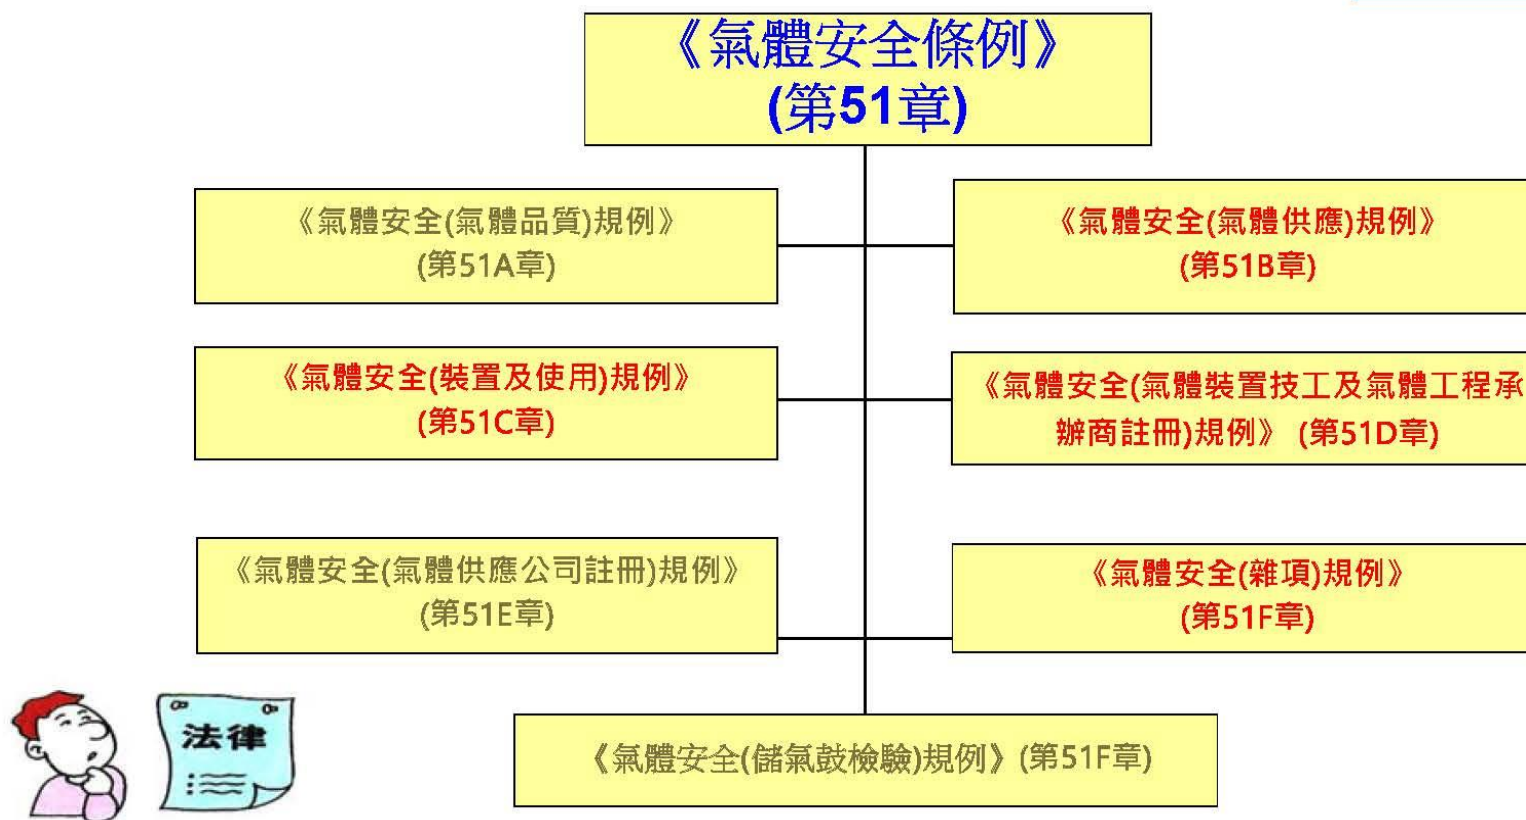 《氣體安全條例》
(第51章)
《氣體安全(氣體品質)規例》
(第51A章)
《氣體安全(氣體供應)規例》
(第51B章)
《氣體安全(裝置及使用)規例》
(第51C章)
《氣體安全(氣體裝置技工及氣體工程承
辦商註冊)規例》 (第51D章)
《氣體安全(氣體供應公司註冊)規例》
(第51E章)
《氣體安全(雜項)規例》
(第51F章)
法律
《氣體安全(儲氣鼓檢驗)規例》(第51F章)